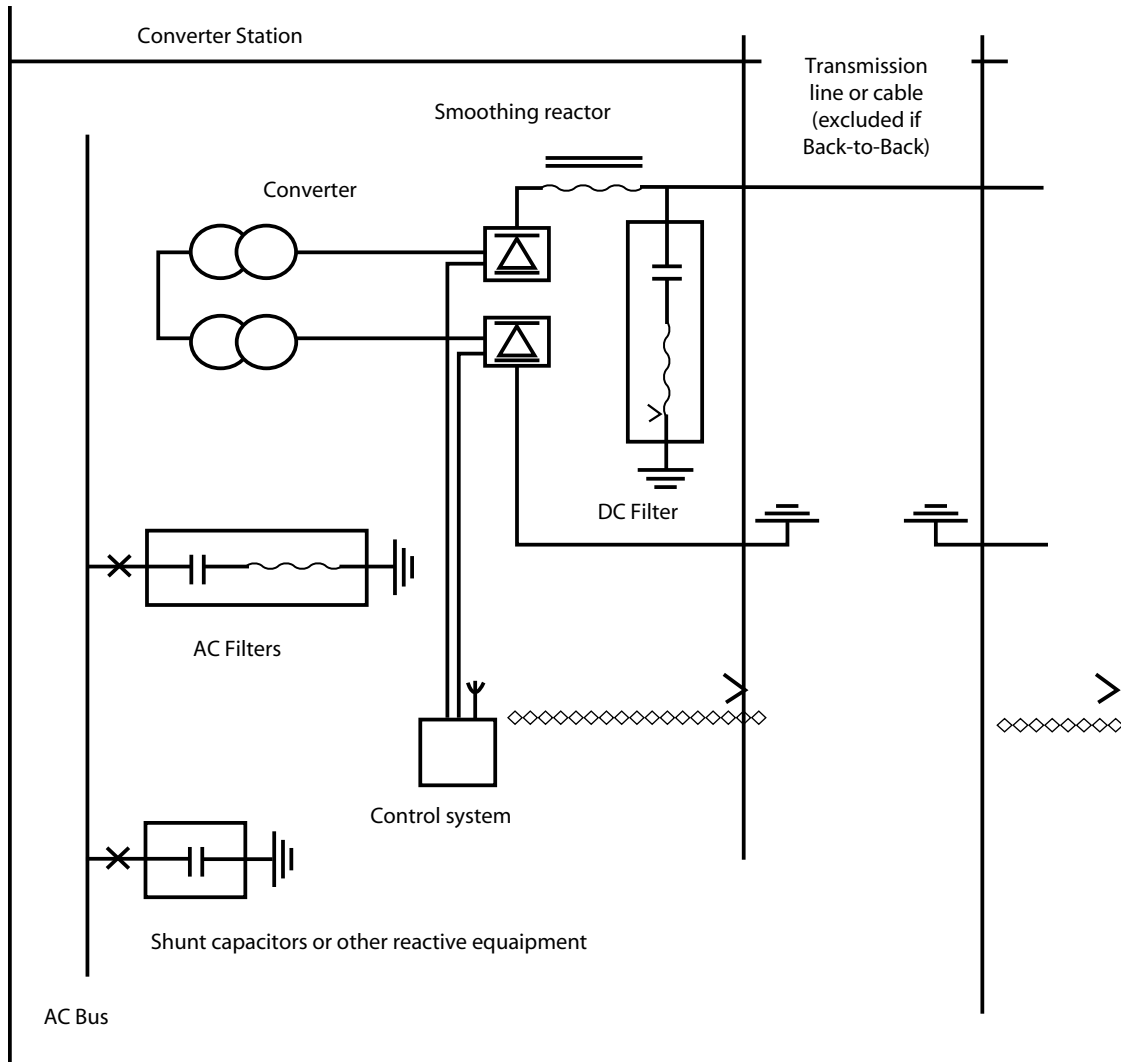 Converter Station
Transmission
line or cable
(excluded if
Back-to-Back)
Smoothing reactor
Converter
DC Filter
AC Filters
Control system
Shunt capacitors or other reactive equaipment
AC Bus